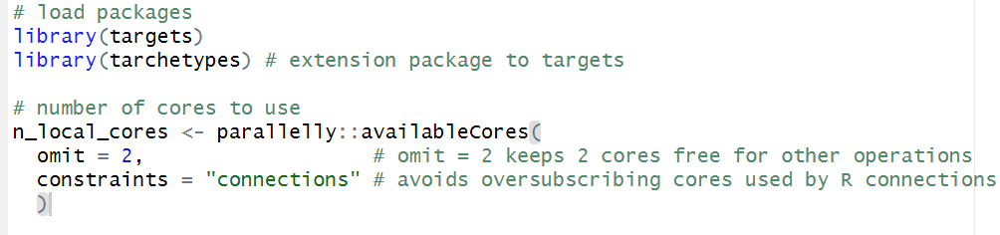 # load packages
library(targets)
library(tarchetypes) # extension package to targets
# number of cores to use
n_local_cores <- parallelly::availableCores(
omit = 2, # omit = 2 keeps 2 cores free for other operations
constraints = "connections" # avoids oversubscribing cores used by R connections
)